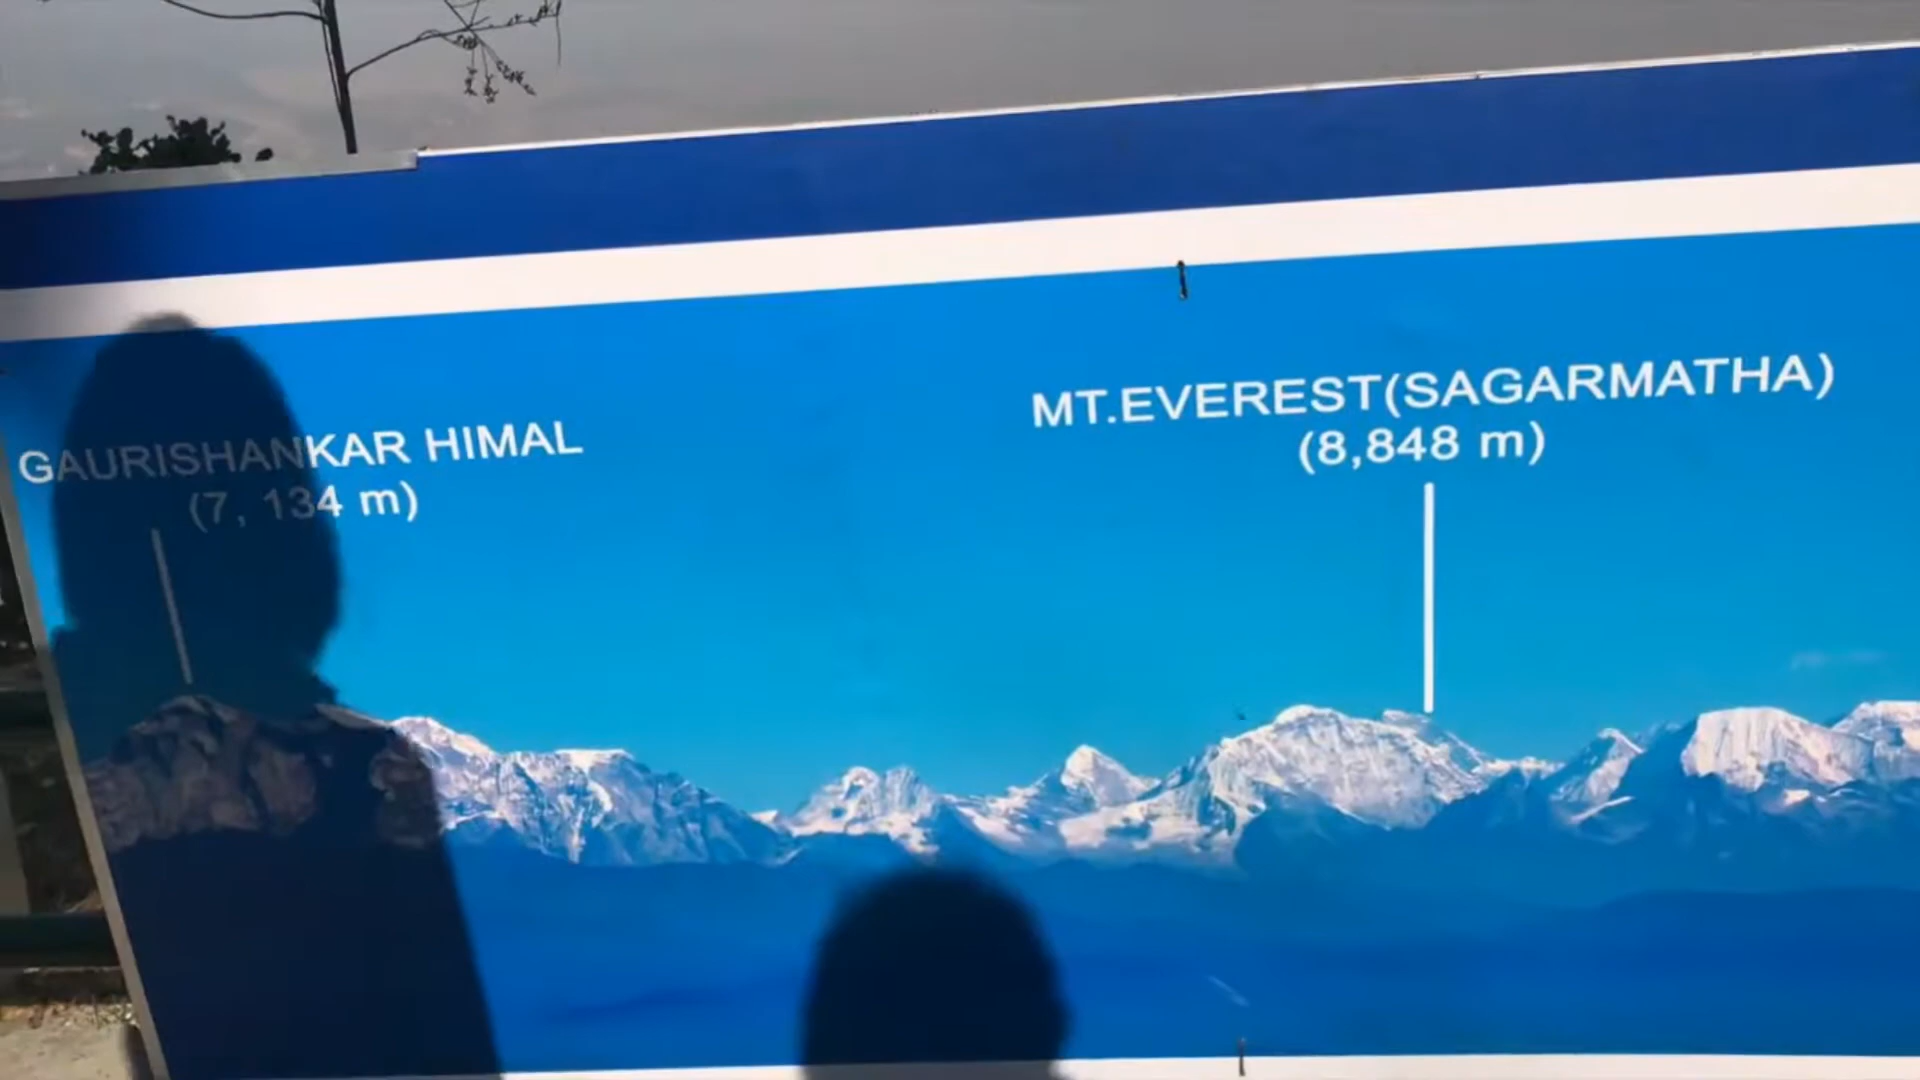 GAURISHANKAR HIMAL
(7, 134 m)
MT.EVEREST(SAGARMATHA)
(8,848 m)